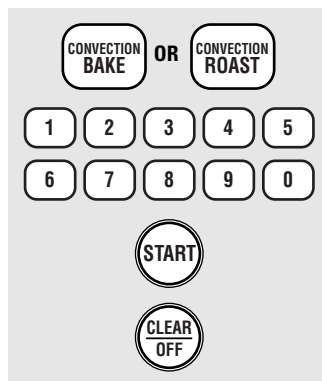 CONVECTION
BAKE
OR
CONVECTION
ROAST
1 2 3 4 5
6 7 8 9 0
START
CLEAR
OFF